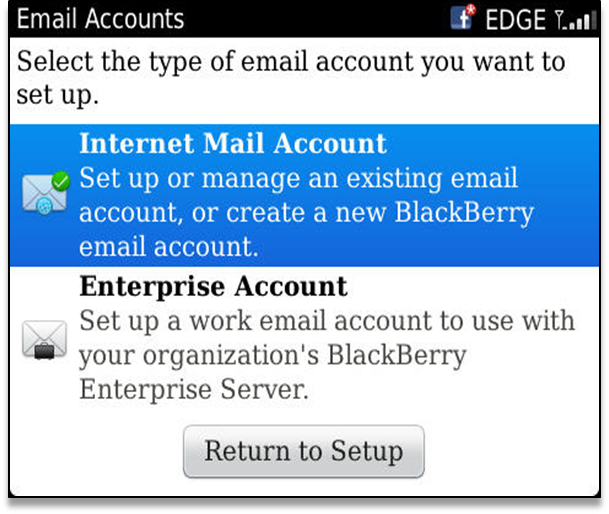 Email Accounts
EDGE
Select the type of email account you want to
set up.
Internet Mail Account
Set up or manage an existing email
account, or create a new BlackBerry
email account.
Enterprise Account
Set up a work email account to use with
your organization's BlackBerry
Enterprise Server.
Return to Setup